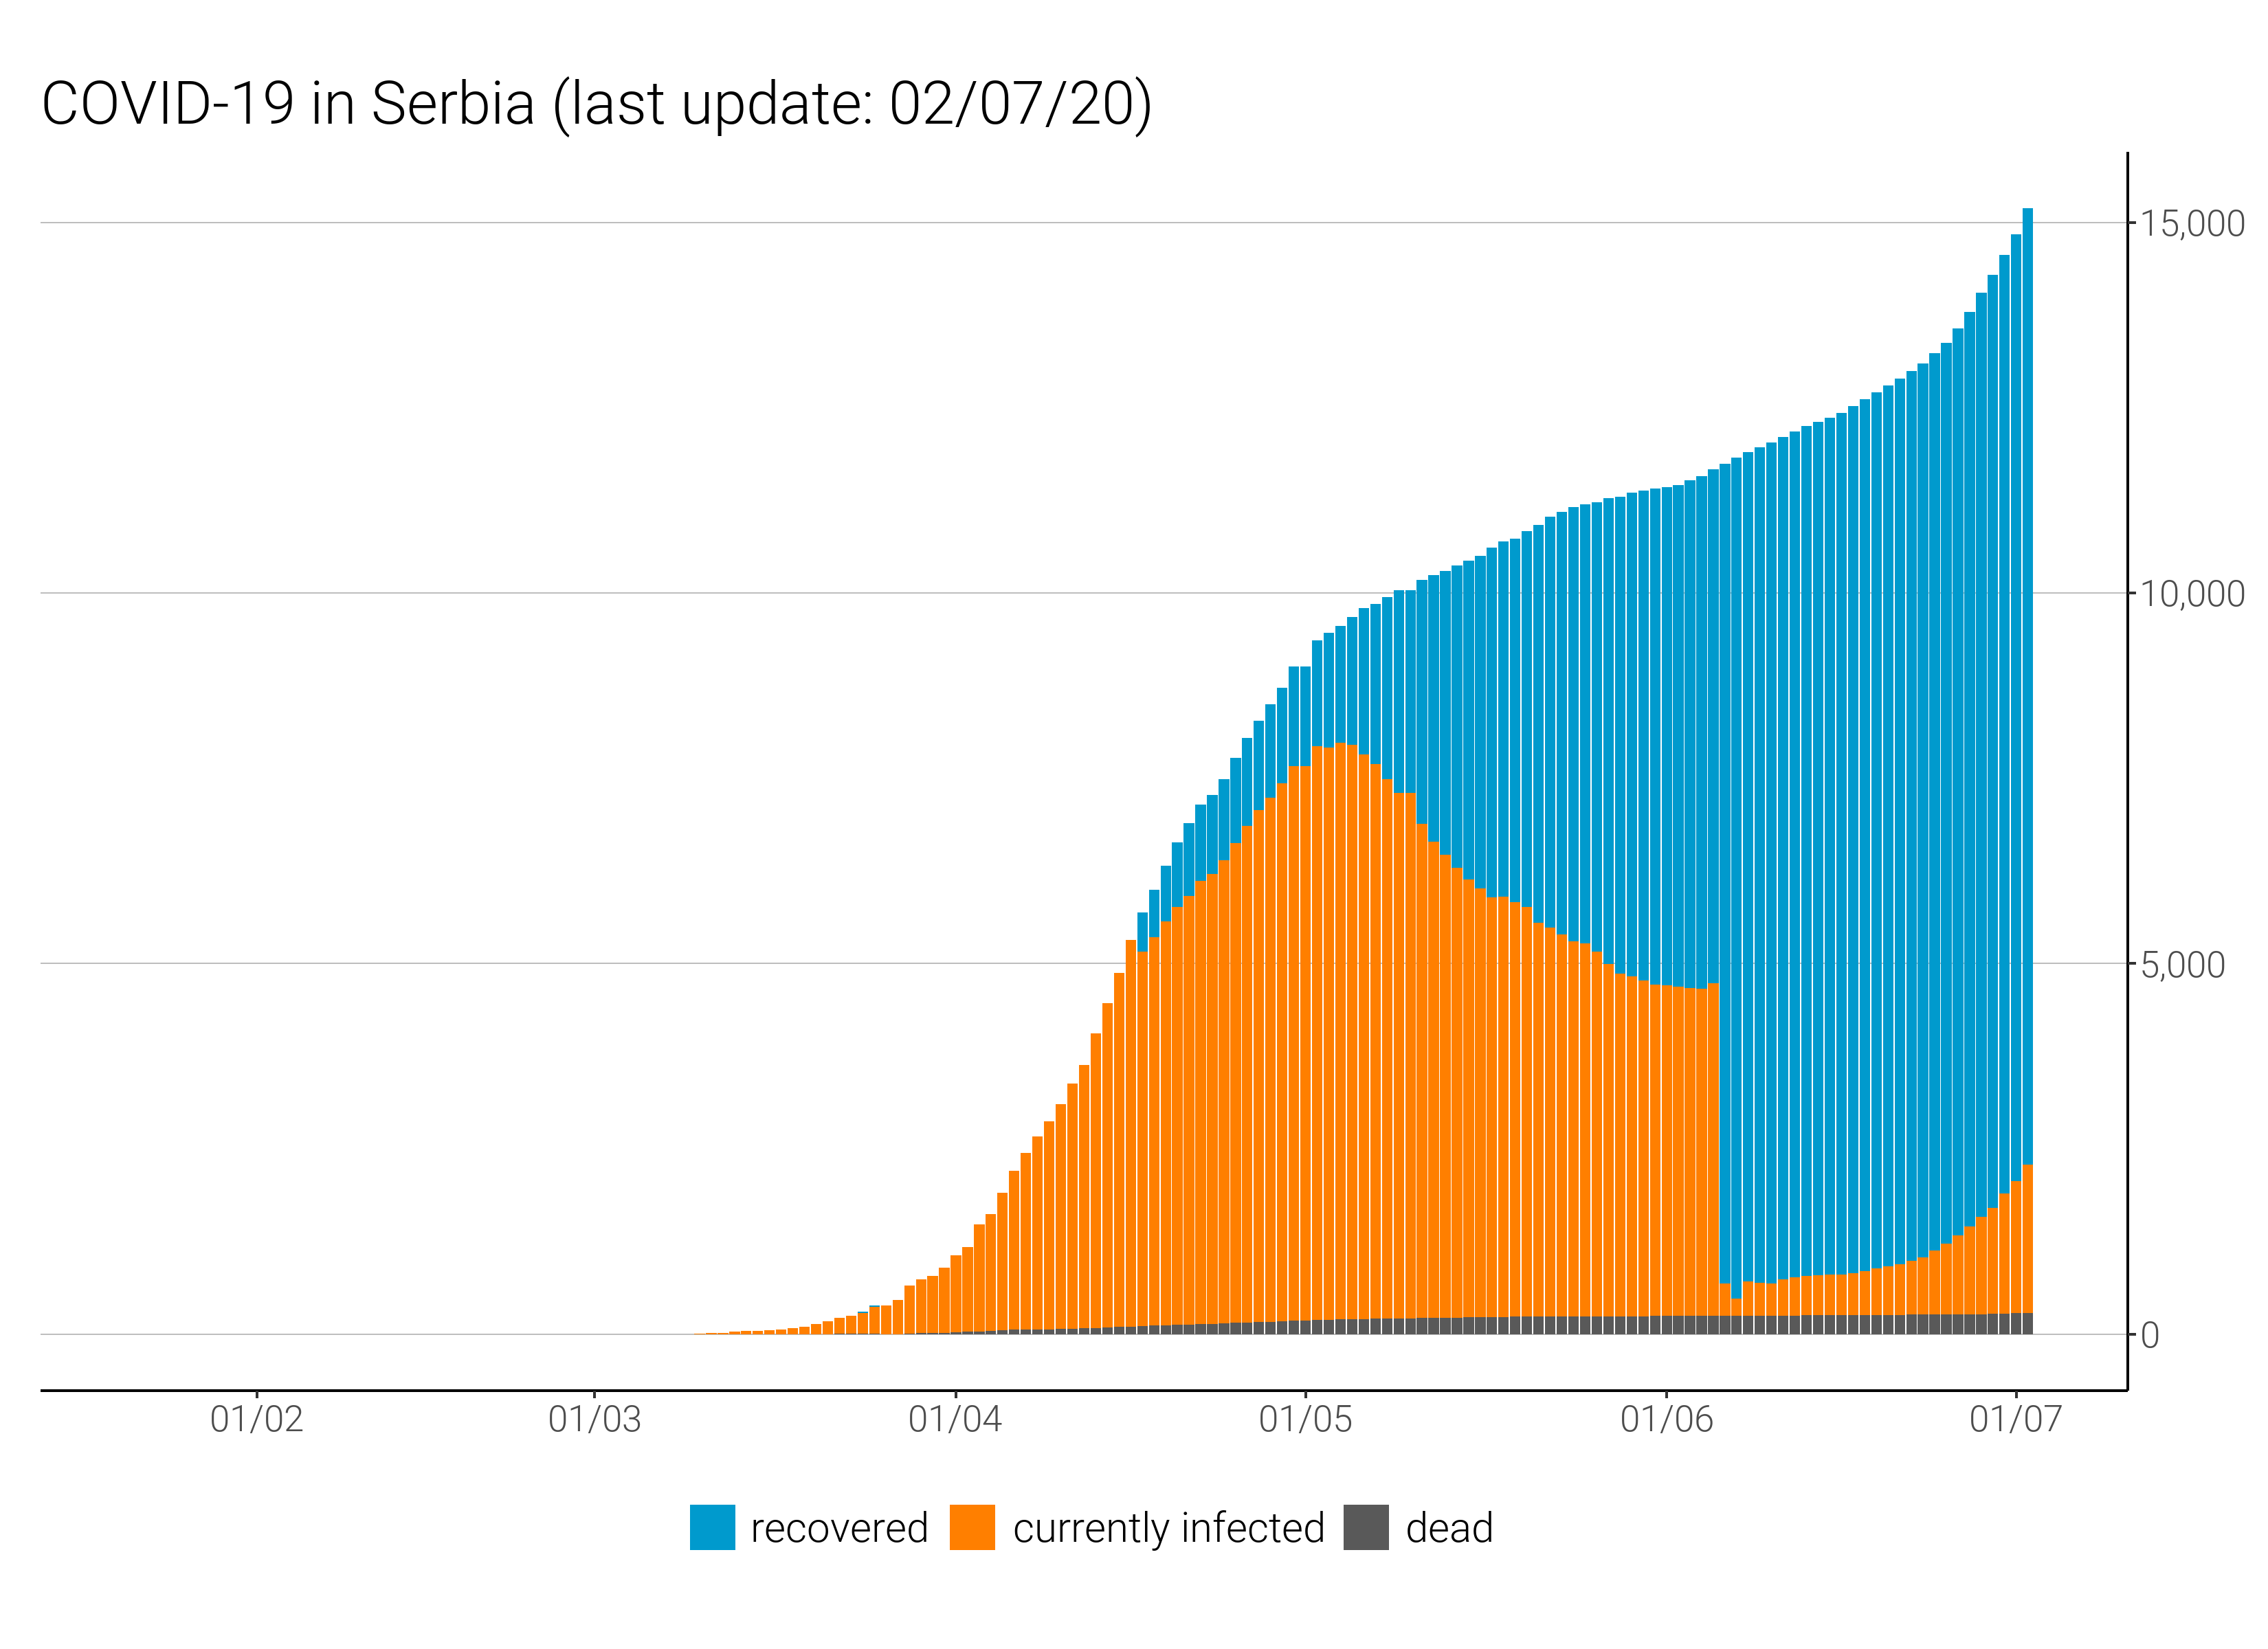 COVID-19 in Serbia (last update: 02/07/20)
15,000
10,000
5,000
0
01/02 01/03 01/04 01/05 01/06 01/07
recovered currently infected dead